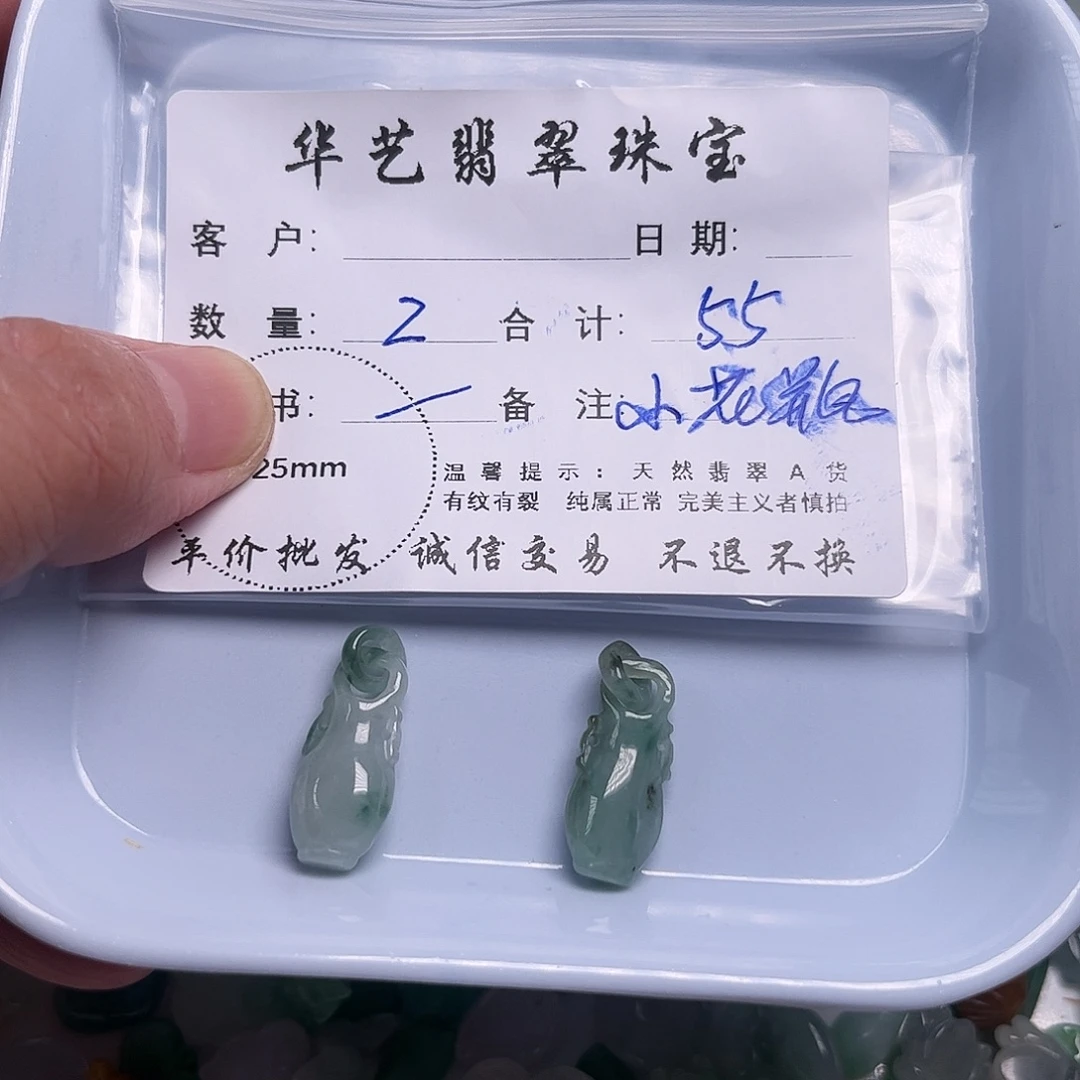 华艺翡翠珠宝
客户: 日期:
数量: 2 合计: 55
书: 备注: 小花瓶
25mm
温馨提示:天然翡翠A货
有纹有裂 纯属正常 完美主义者慎拍
单价批发 诚信交易 不退不换